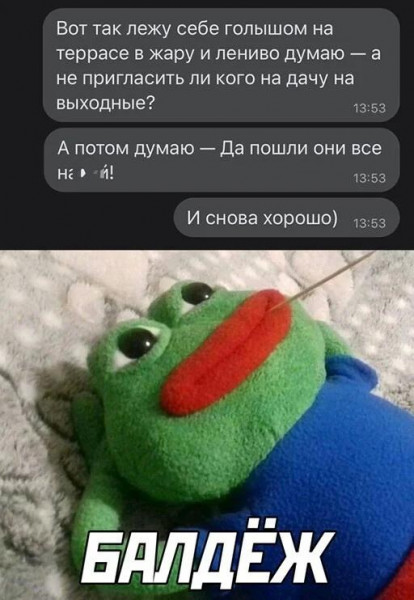 Вот так лежу себе голышом на
террасе в жару и лениво думаю — а
не пригласить ли кого на дачу на
выходные?
13:53
А потом думаю — Да пошли они все
13:53
И снова хорошо)
13:53
БАЛДЁЖ